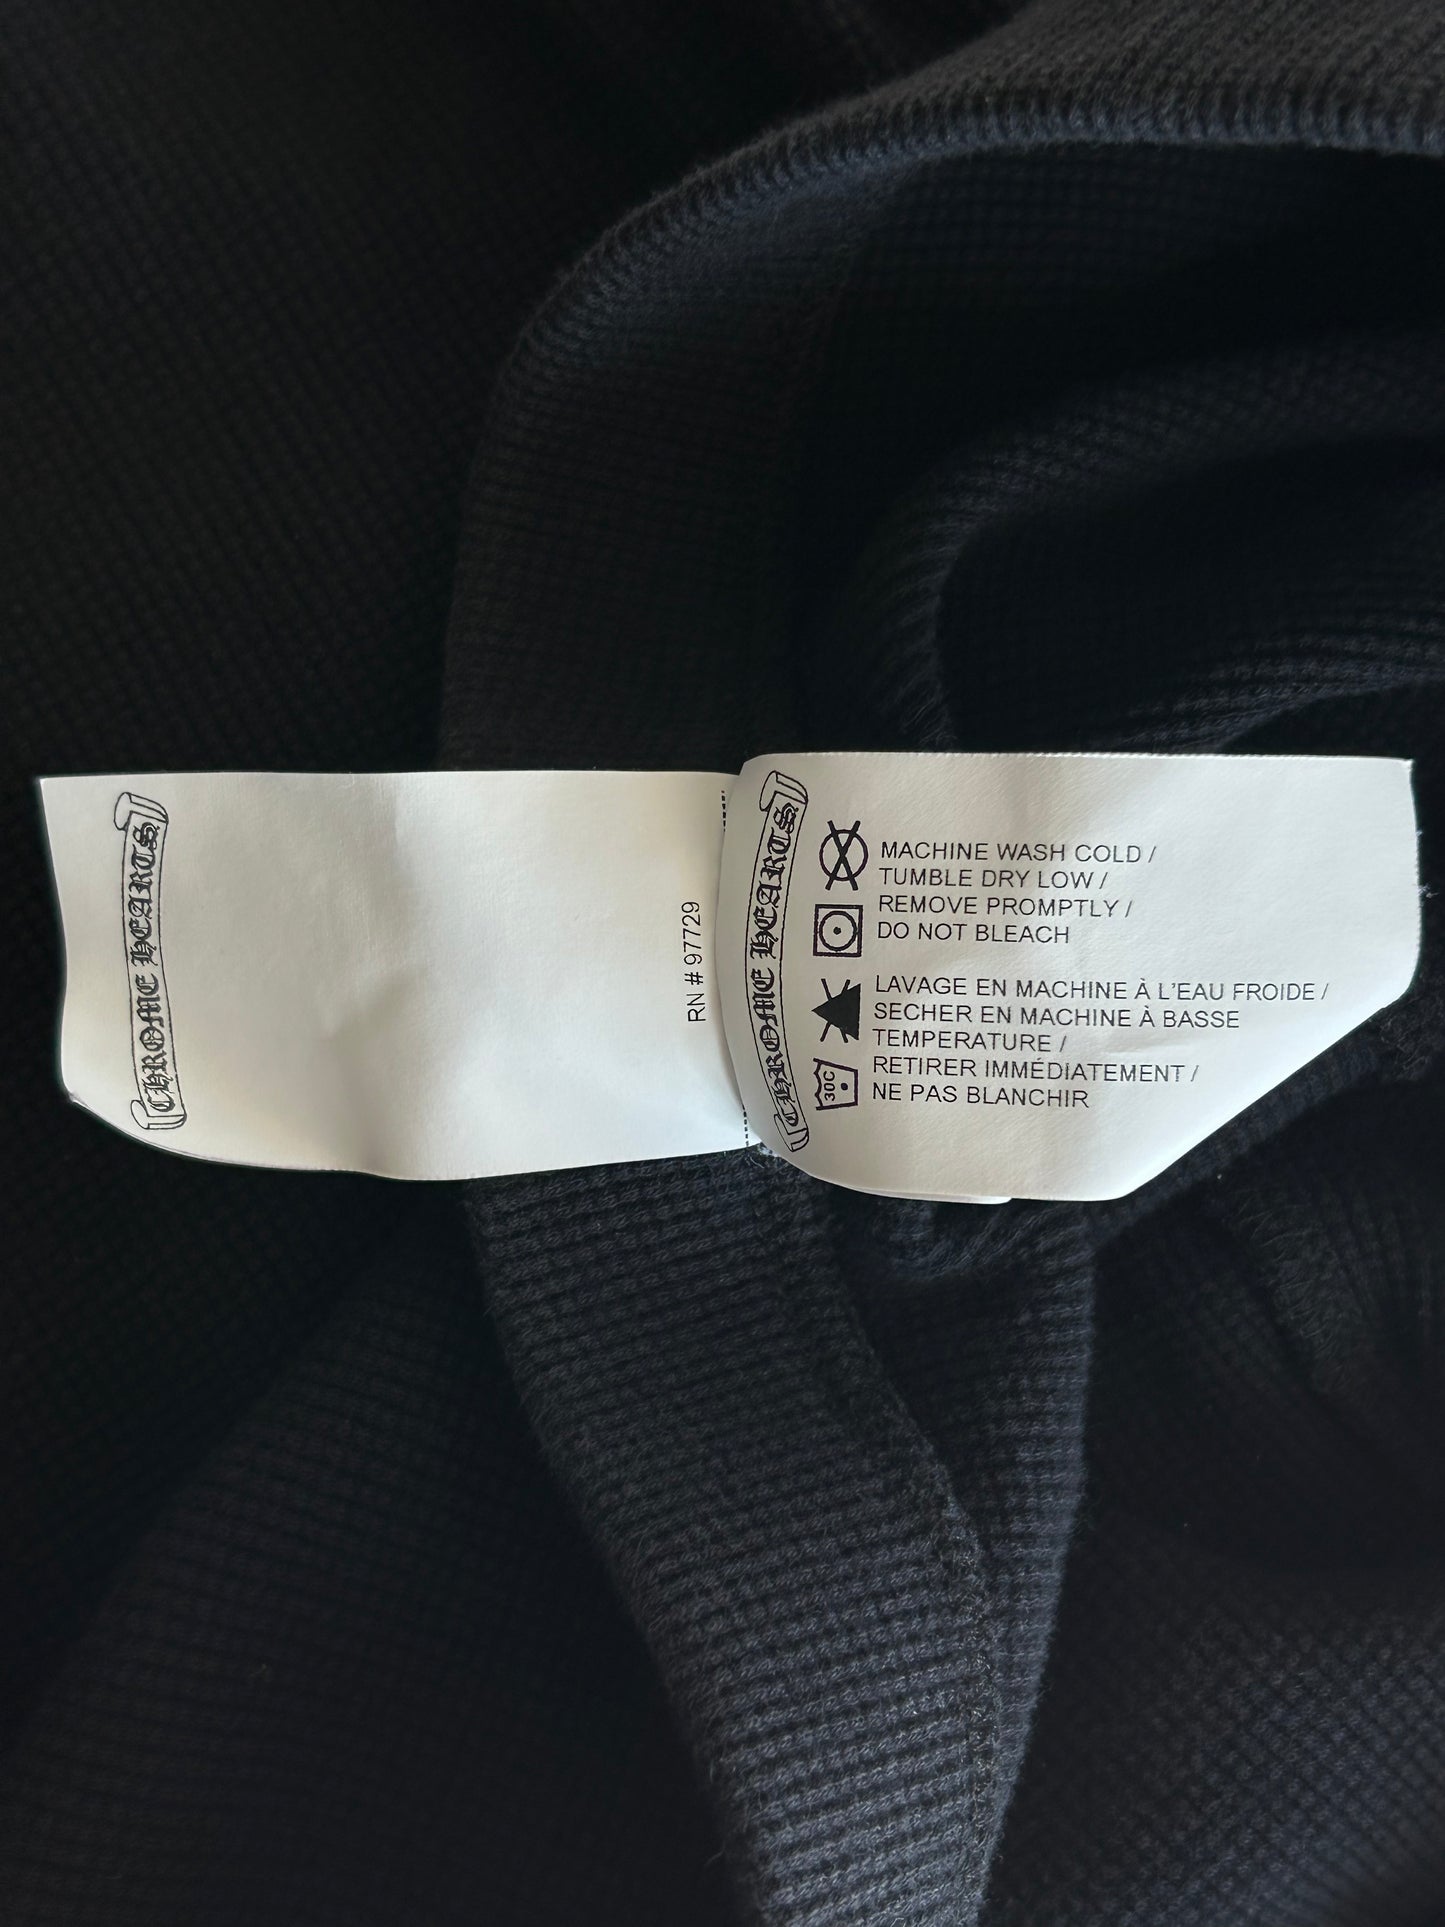 CHROME HEARTS
RN # 97729
CHROME HEARTS
MACHINE WASH COLD /
TUMBLE DRY LOW /
REMOVE PROMPTLY /
DO NOT BLEACH
LAVAGE EN MACHINE À L'EAU FROIDE /
SECHER EN MACHINE À BASSE
TEMPERATURE /
RETIRER IMMÉDIATEMENT /
NE PAS BLANCHIR
30C